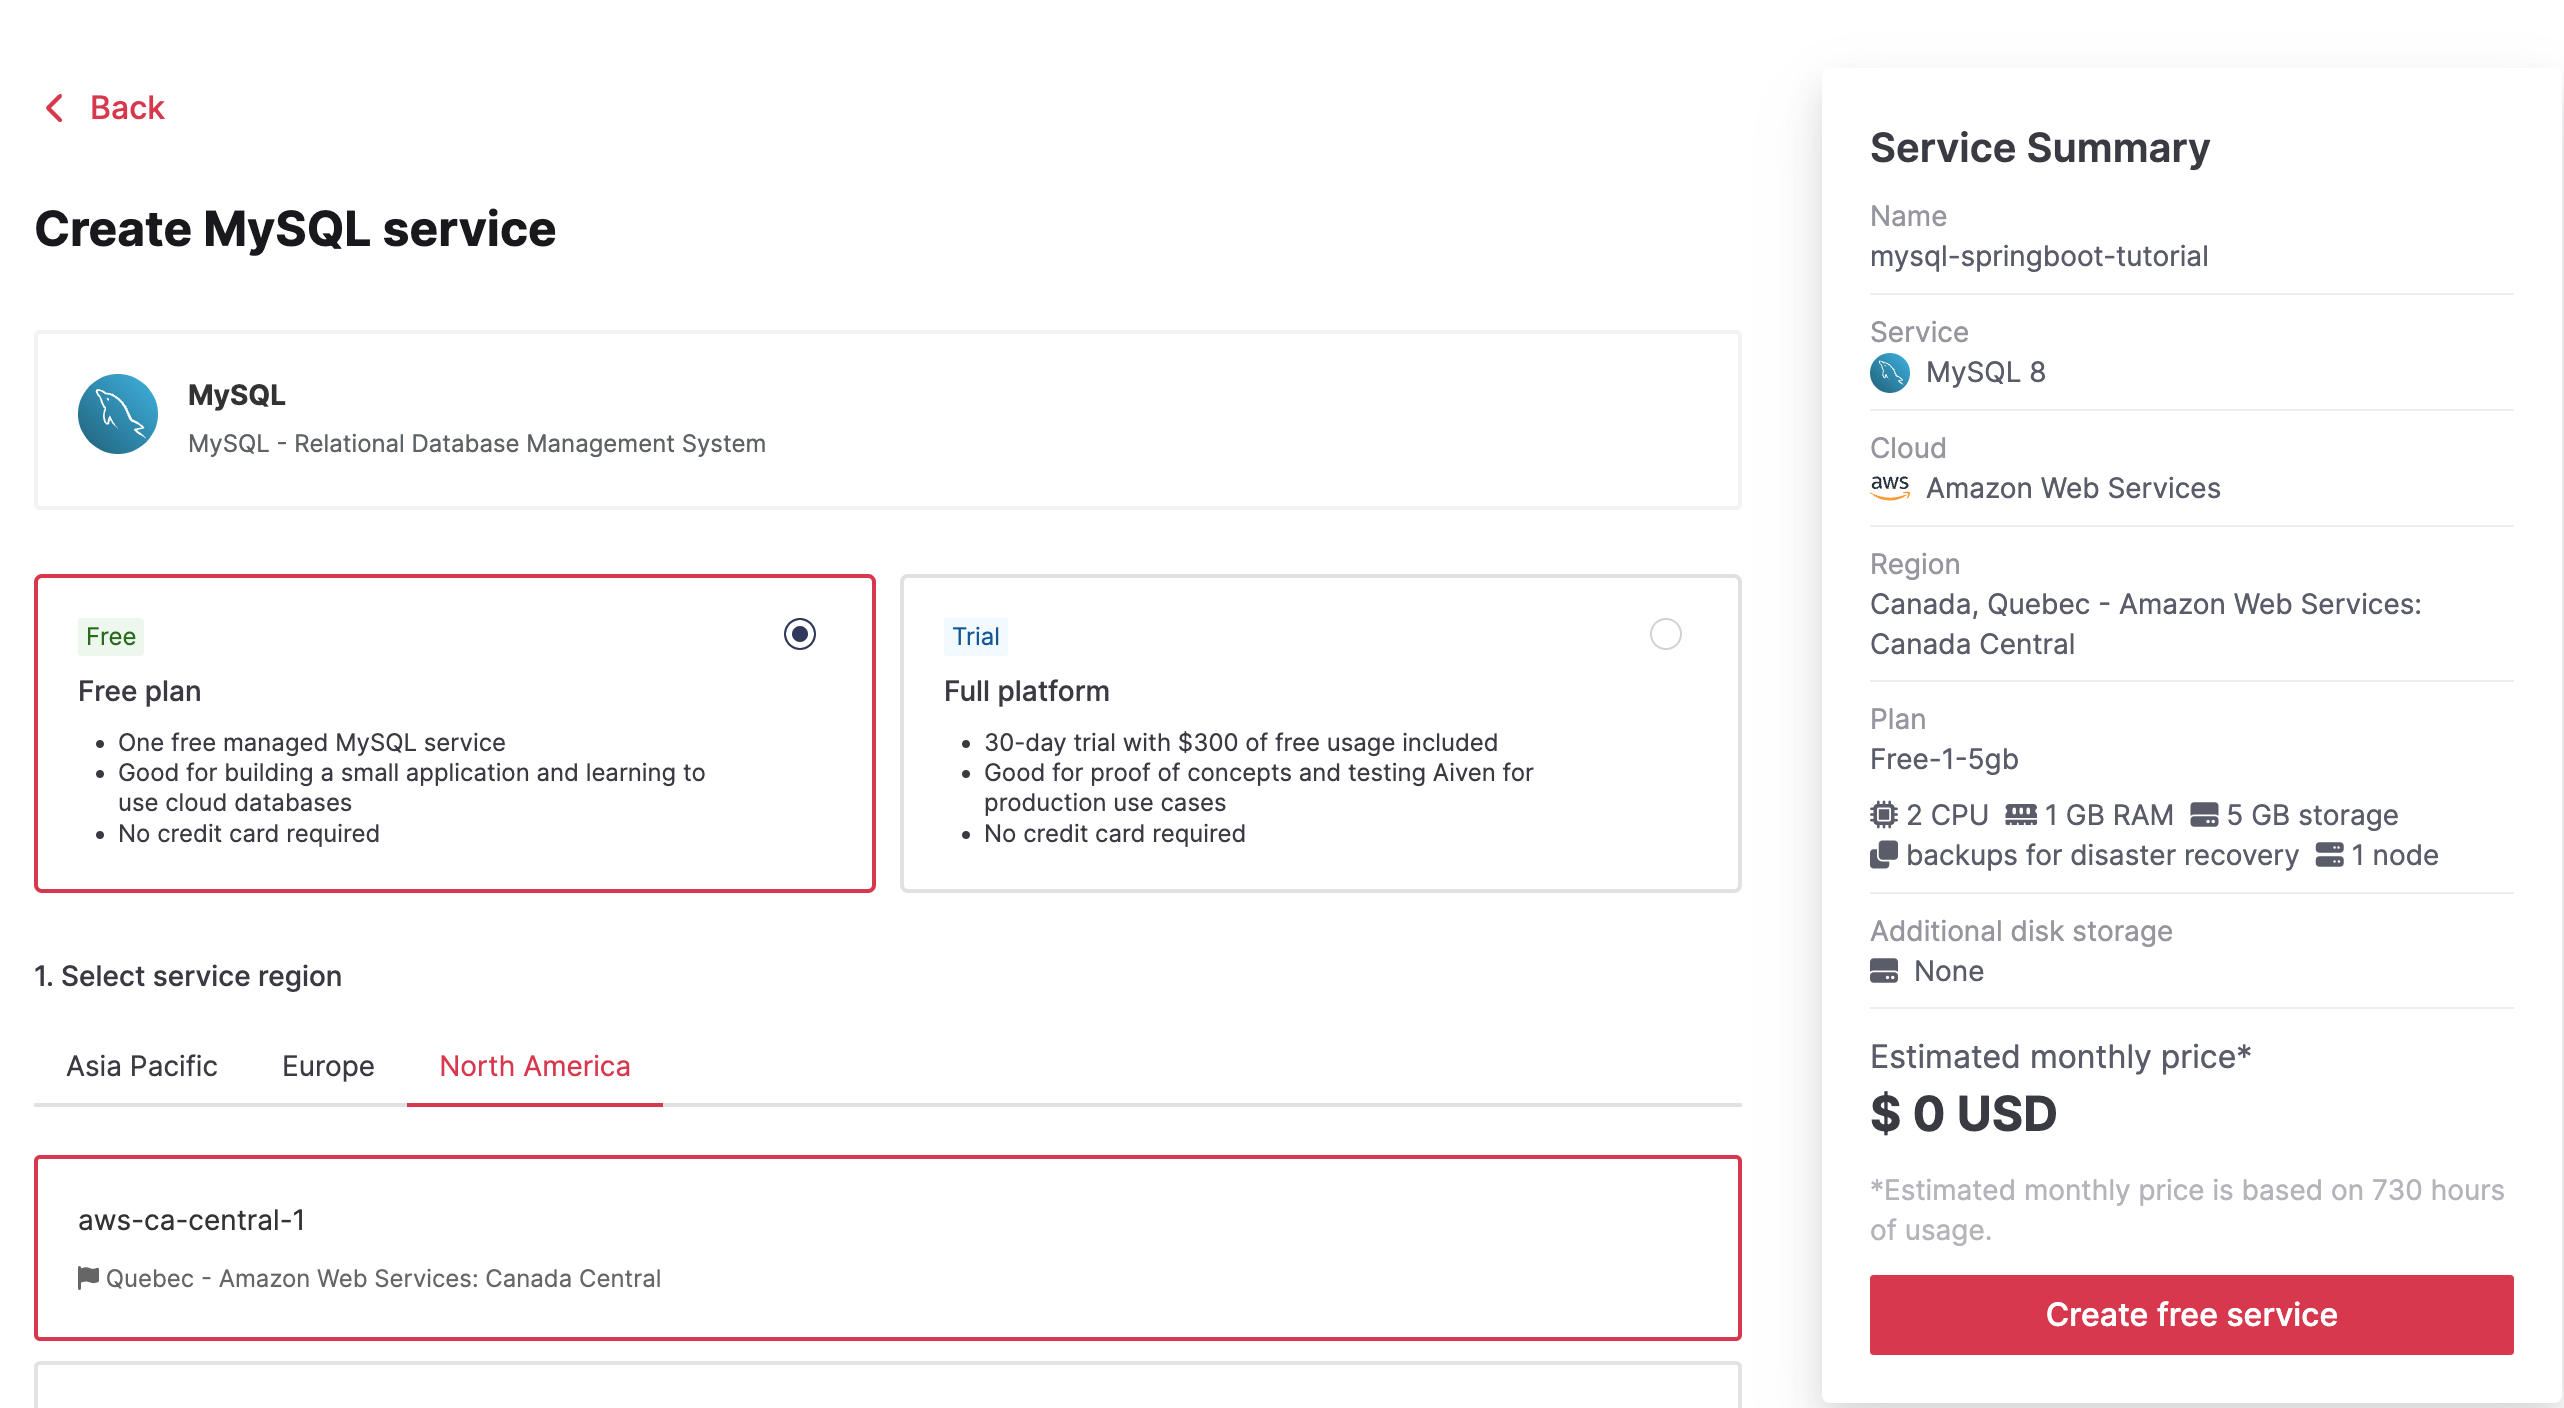 Back
Create MySQL service
MySQL
MySQL - Relational Database Management System
Free
Free plan
• One free managed MySQL service
• Good for building a small application and learning to
use cloud databases
• No credit card required
Trial
Full platform
• 30-day trial with $300 of free usage included
• Good for proof of concepts and testing Aiven for
production use cases
• No credit card required
1. Select service region
Asia Pacific
Europe
North America
aws-ca-central-1
Quebec - Amazon Web Services: Canada Central
Service Summary
Name
mysql-springboot-tutorial
Service
MySQL 8
Cloud
aws Amazon Web Services
Region
Canada, Quebec - Amazon Web Services:
Canada Central
Plan
Free-1-5gb
2 CPU 1 GB RAM 5 GB storage
backups for disaster recovery 1 node
Additional disk storage
None
Estimated monthly price*
$ 0 USD
*Estimated monthly price is based on 730 hours
of usage.
Create free service